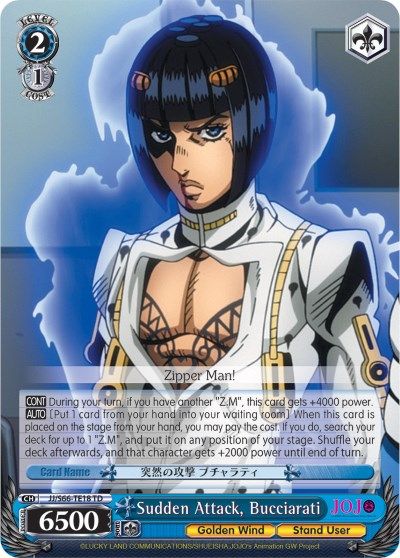 LEVEL
2
1
COST
Zipper Man!
CONT During your turn, if you have another "Z.M", this card gets +4000 power.
AUTO [Put 1 card from your hand into your waiting room] When this card is
placed on the stage from your hand, you may pay the cost. If you do, search your
deck for up to 1 "Z.M", and put it on any position of your stage. Shuffle your
deck afterwards, and that character gets +2000 power until end of turn.
Card Name 突然の攻撃 ブチャラティ
CH JJ/S66-TE18 TD
6500 Sudden Attack, Bucciarati JOJO
Golden Wind Stand User
©LUCKY LAND COMMUNICATIONS/SHUEISHA,JOJO's Animation GW Project